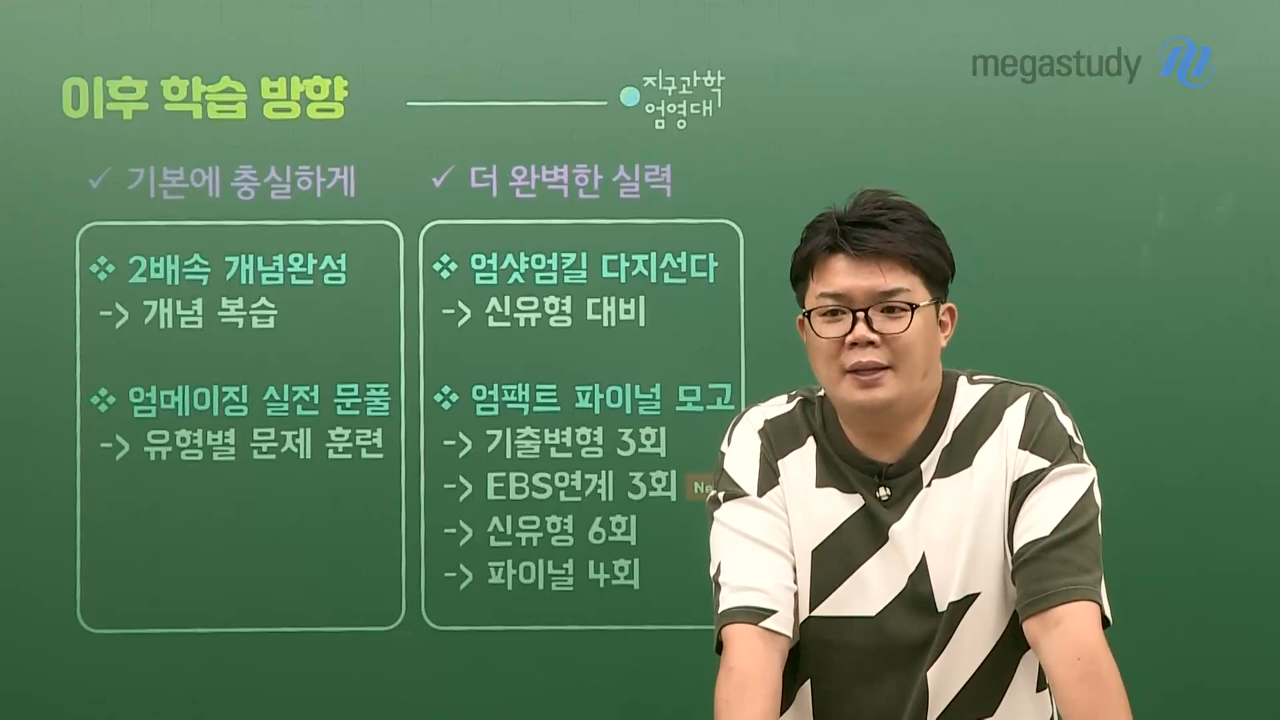 megastudy
이후 학습 방향
지구과학
엄영대
✓ 기본에 충실하게
❖ 2배속 개념완성
-> 개념 복습
❖ 엄메이징 실전 문풀
-> 유형별 문제 훈련
✓ 더 완벽한 실력
❖ 엄샷엄킬 다지선다
-> 신유형 대비
❖ 엄팩트 파이널 모고
-> 기출변형 3회
-> EBS연계 3회
-> 신유형 6회
-> 파이널 4회